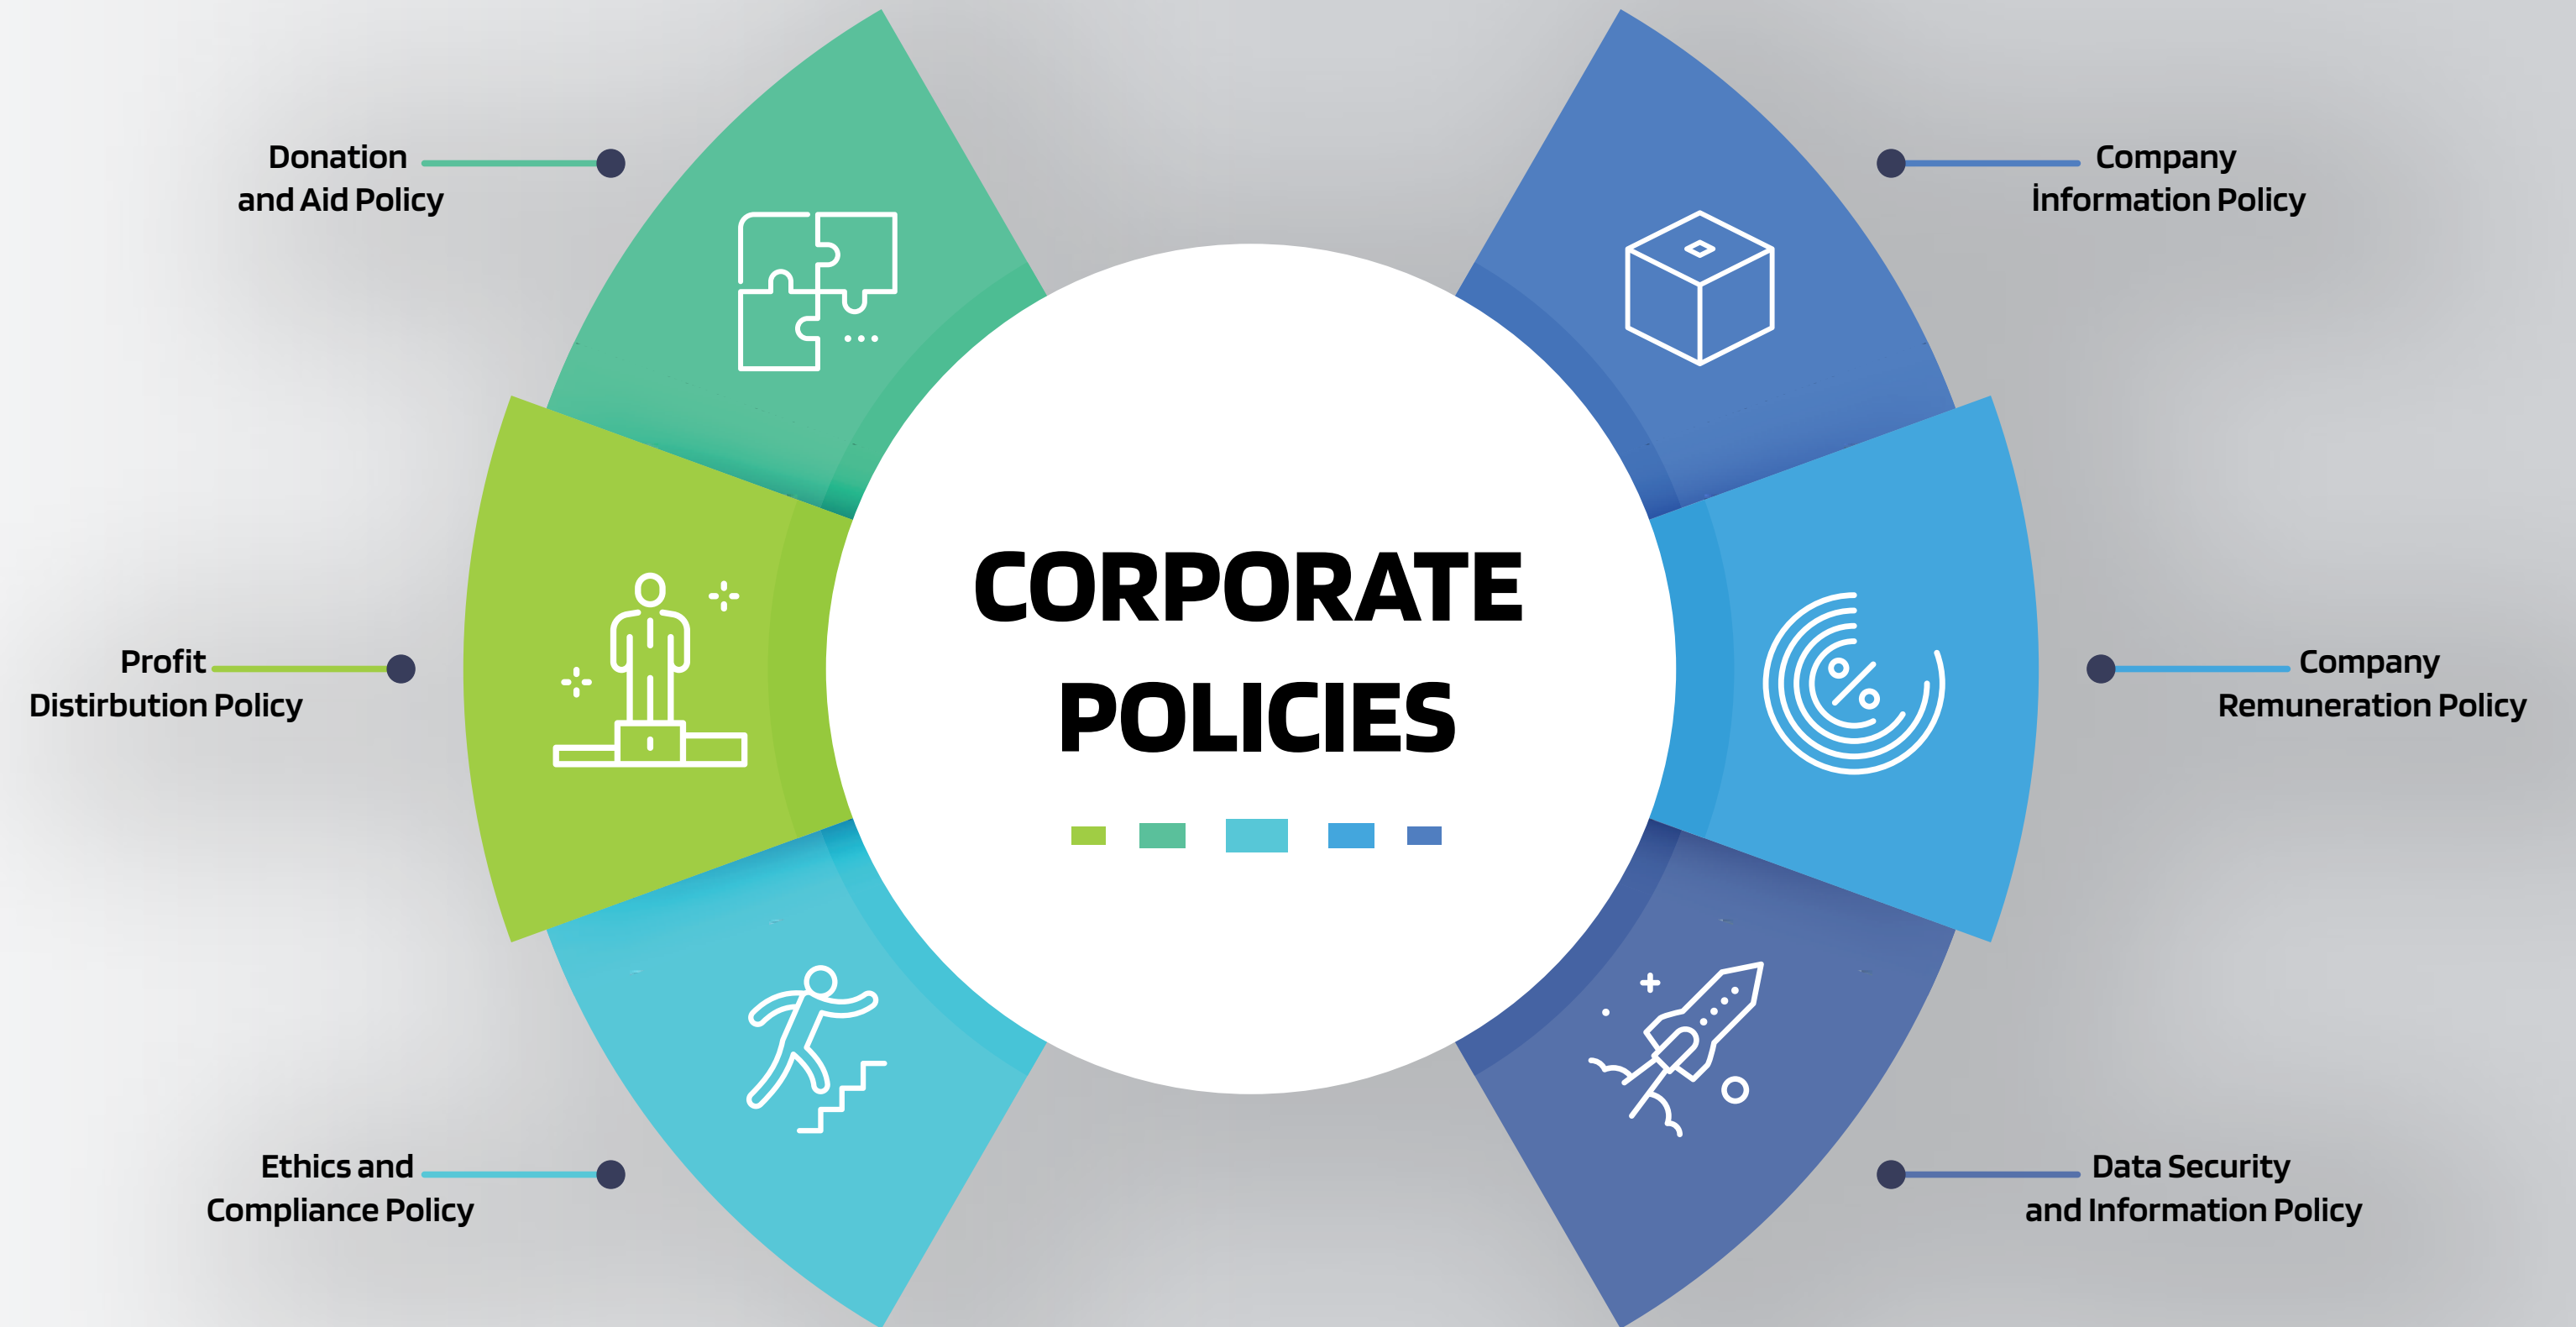 Donation
and Aid Policy
Company
İnformation Policy
CORPORATE
POLICIES
Profit
Distirbution Policy
Company
Remuneration Policy
Ethics and
Compliance Policy
Data Security
and Information Policy